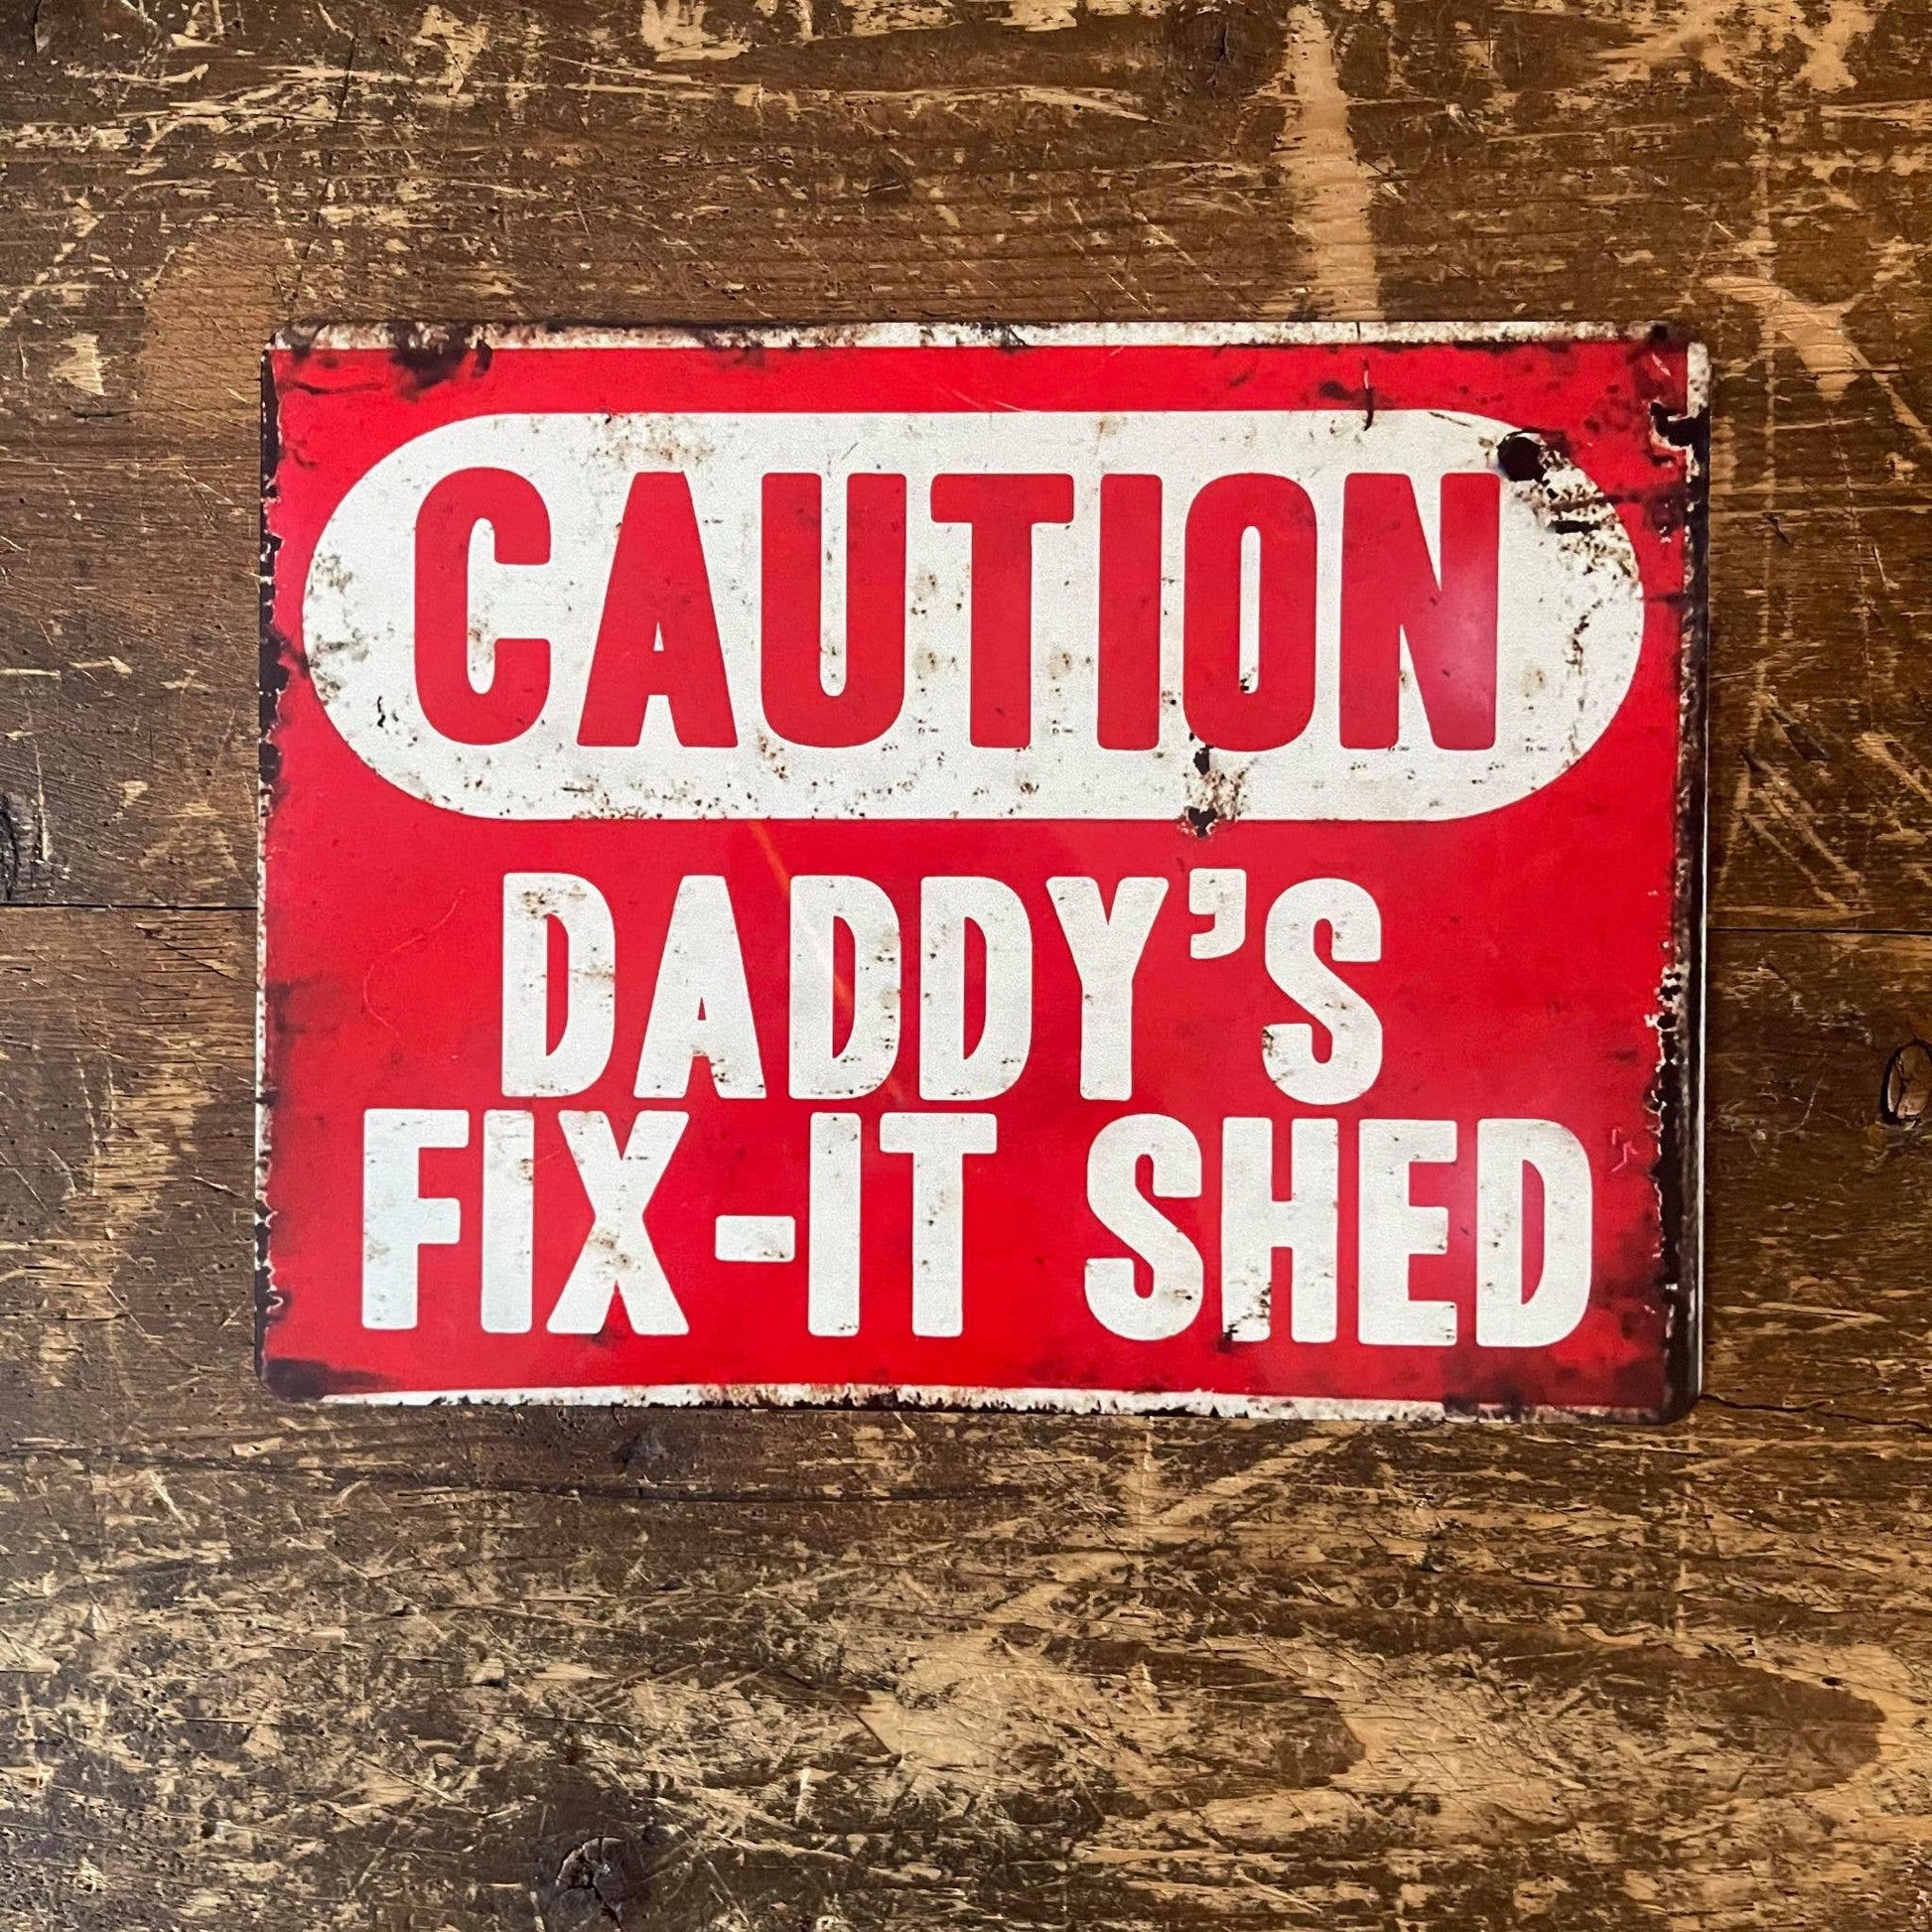 CAUTION
DADDY'S
FIX-IT SHED